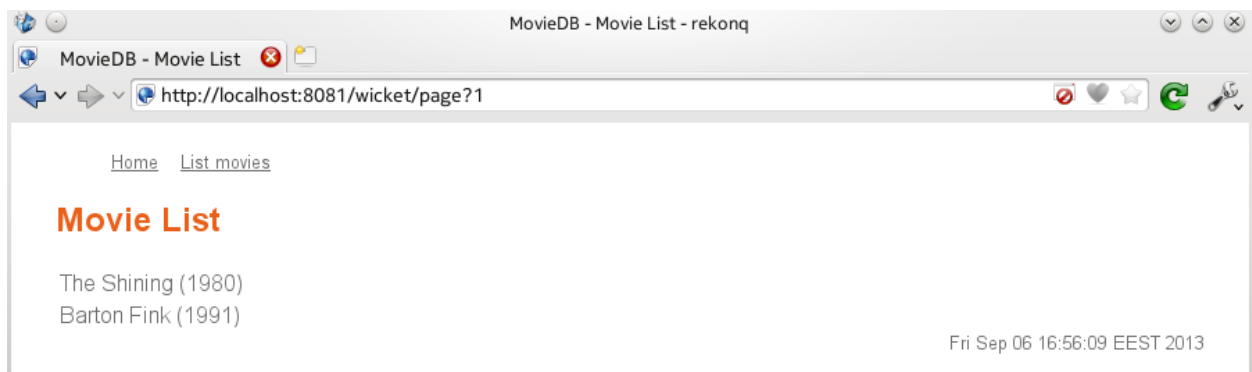 MovieDB - Movie List - rekonq
MovieDB - Movie List
http://localhost:8081/wicket/page?1
Home List movies
Movie List
The Shining (1980)
Barton Fink (1991)
Fri Sep 06 16:56:09 EEST 2013